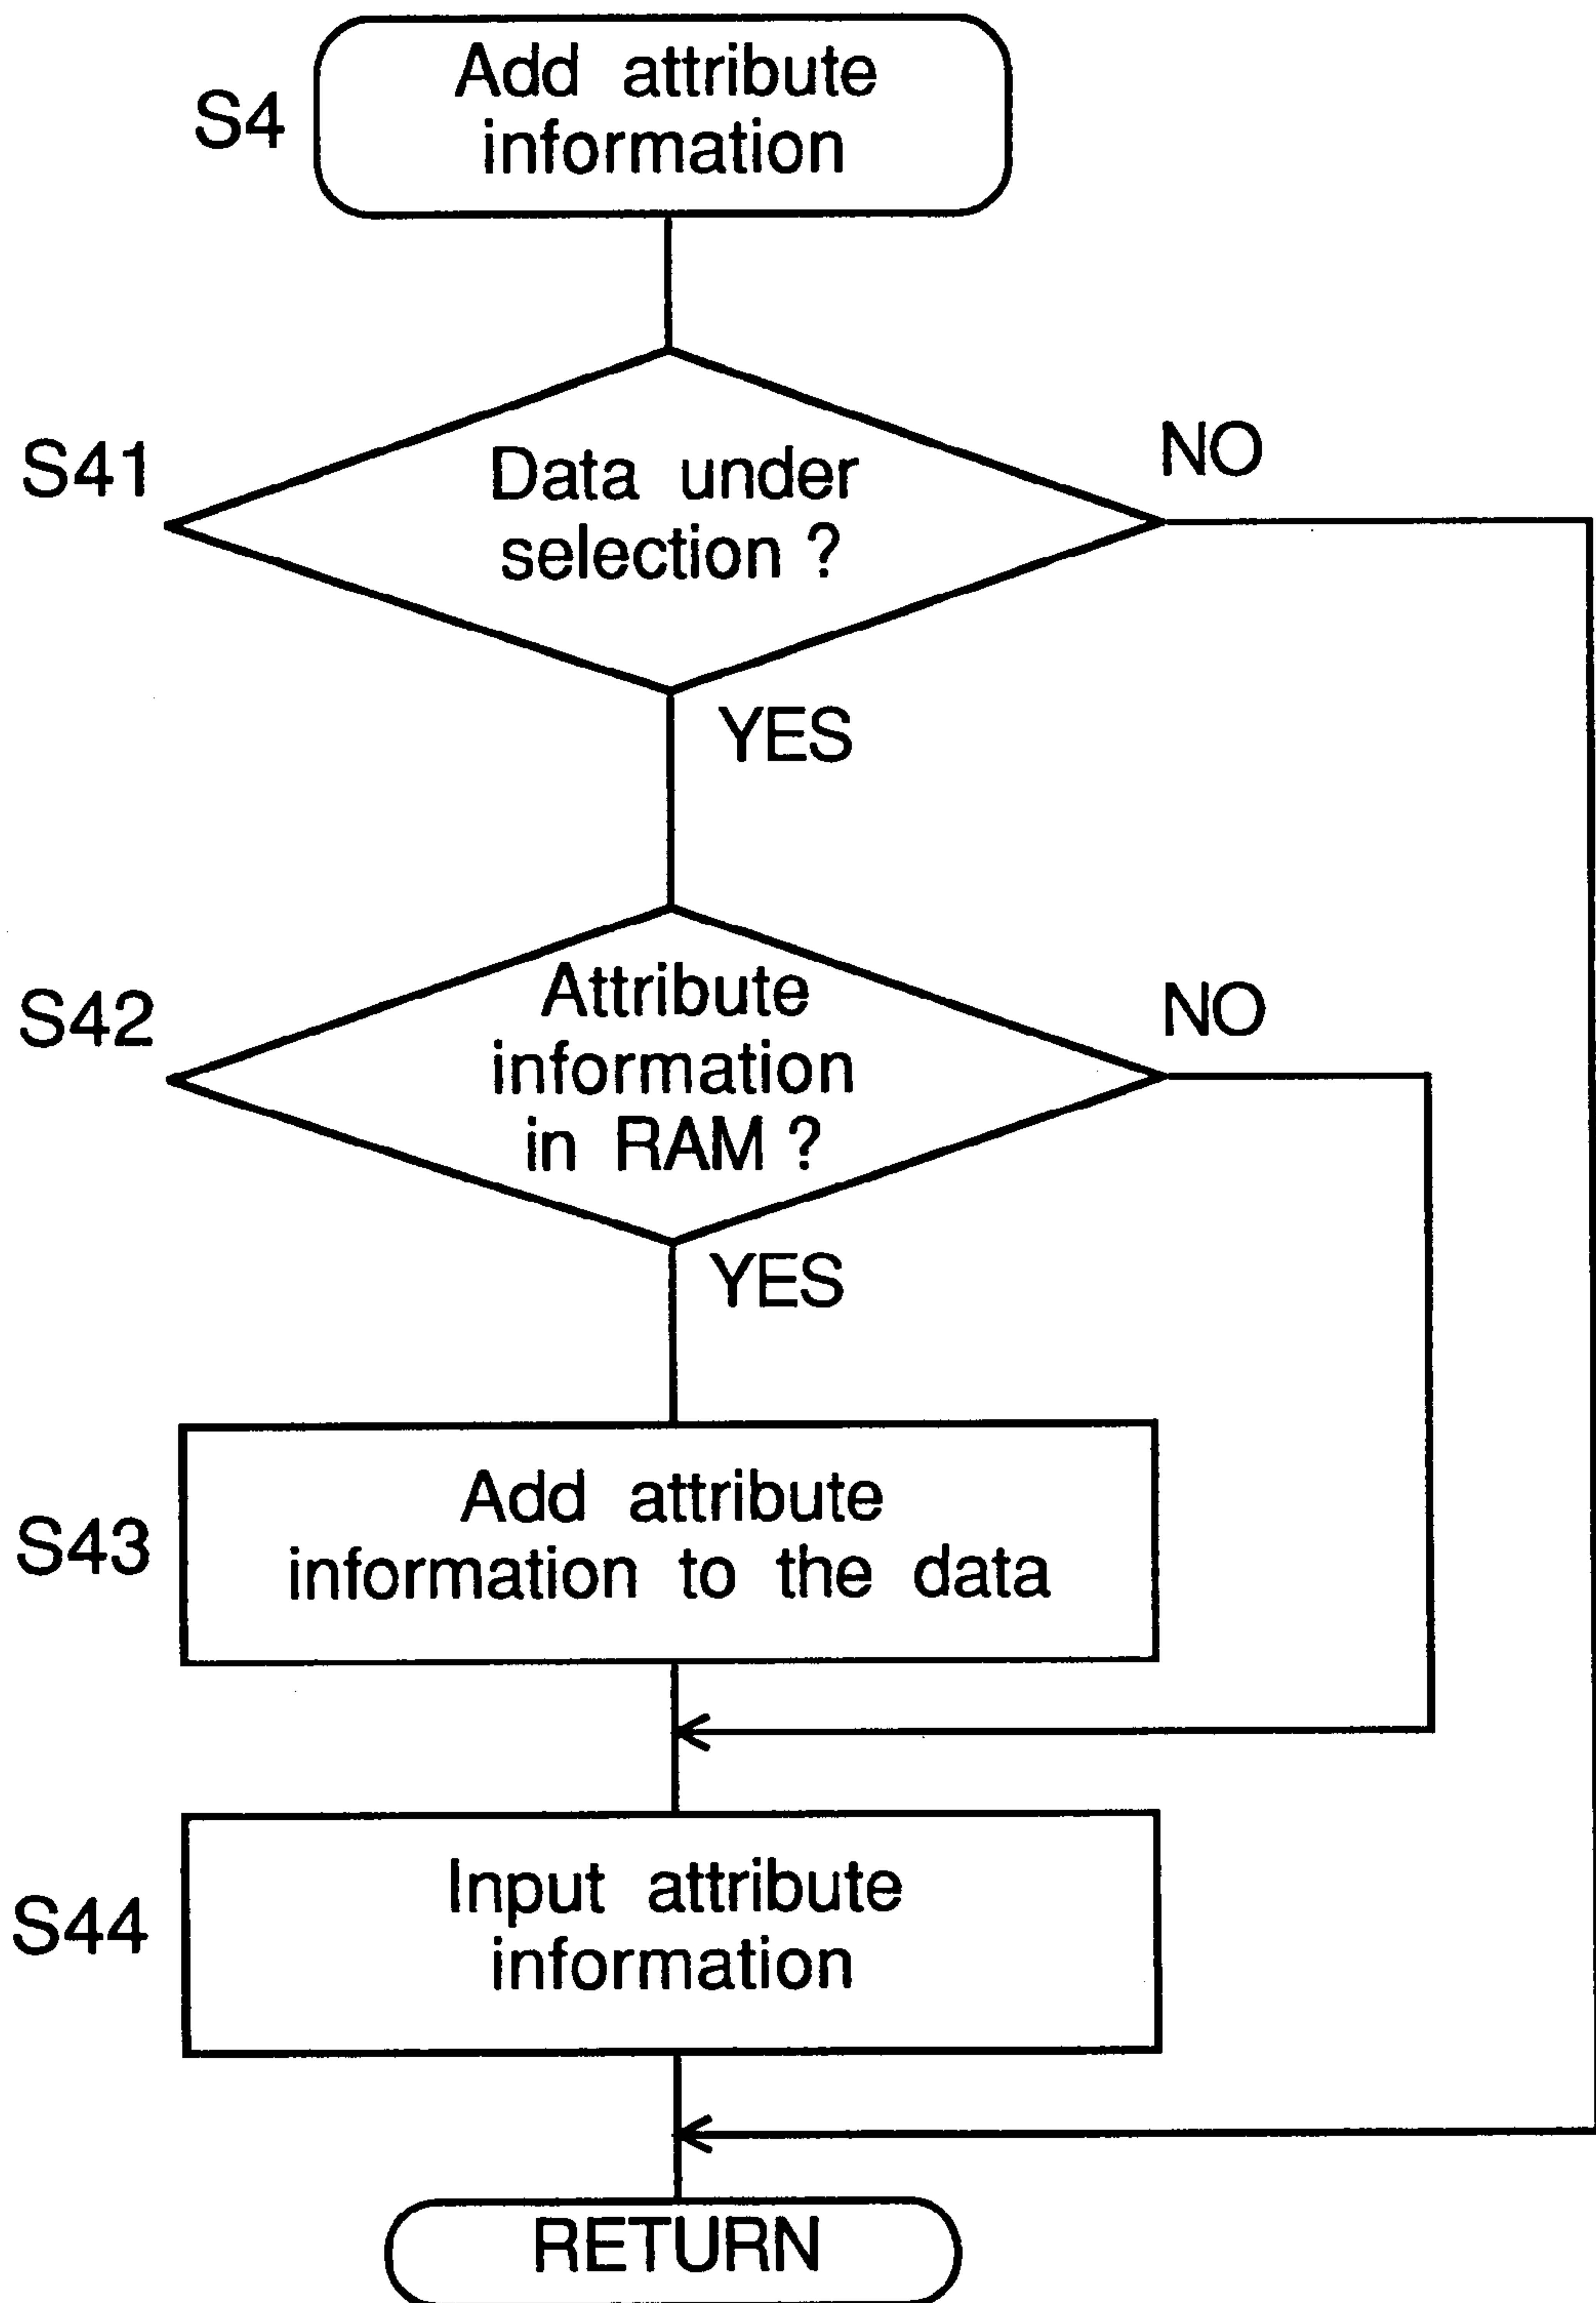 S4
Add attribute
information
S41
Data under
selection ?
NO
YES
S42
Attribute
information
in RAM ?
NO
YES
S43
Add attribute
information to the data
S44
Input attribute
information
RETURN